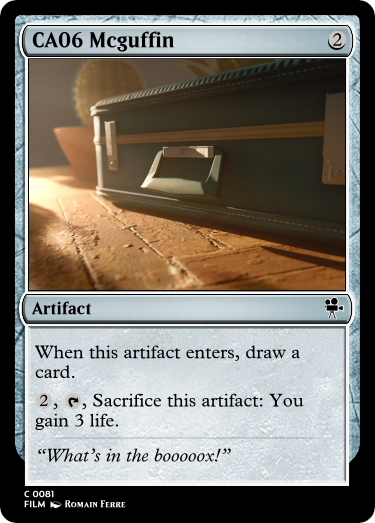 CA06 Mcguffin 2
Artifact
When this artifact enters, draw a
card.
2, , Sacrifice this artifact: You
gain 3 life.
“What's in the booooox!”
C 0081
FILM Romain Ferre